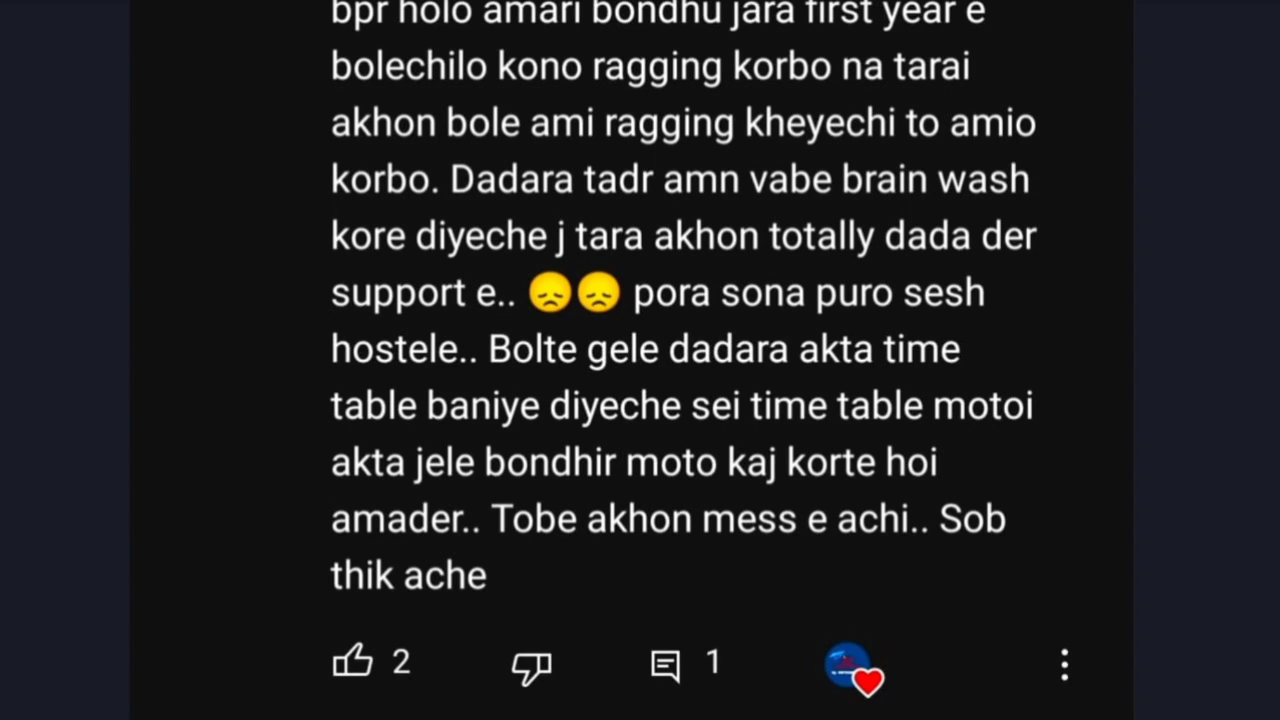 bpr holo amari bondhu jara first year e
bolechilo kono ragging korbo na tarai
akhon bole ami ragging kheyechi to amio
korbo. Dadara tadr amn vabe brain wash
kore diyeche j tara akhon totally dada der
support e.. 😞😞 pora sona puro sesh
hostele.. Bolte gele dadara akta time
table baniye diyeche sei time table motoi
akta jele bondhir moto kaj korte hoi
amader.. Tobe akhon mess e achi.. Sob
thik ache
2 1